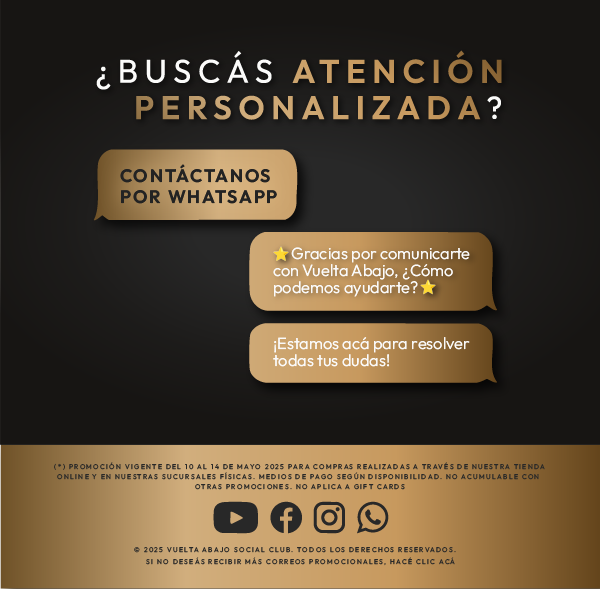 ¿BUSCÁS ATENCIÓN
PERSONALIZADA?
CONTÁCTANOS
POR WHATSAPP
⭐Gracias por comunicarte
con Vuelta Abajo, ¿Cómo
podemos ayudarte?⭐
¡Estamos acá para resolver
todas tus dudas!
(*) PROMOCIÓN VIGENTE DEL 10 AL 14 DE MAYO 2025 PARA COMPRAS REALIZADAS A TRAVÉS DE NUESTRA TIENDA
ONLINE Y EN NUESTRAS SUCURSALES FÍSICAS. MEDIOS DE PAGO SEGÚN DISPONIBILIDAD. NO ACUMULABLE CON
OTRAS PROMOCIONES. NO APLICA A GIFT CARDS
© 2025 VUELTA ABAJO SOCIAL CLUB. TODOS LOS DERECHOS RESERVADOS.
SI NO DESEÁS RECIBIR MÁS CORREOS PROMOCIONALES, HACÉ CLIC ACÁ